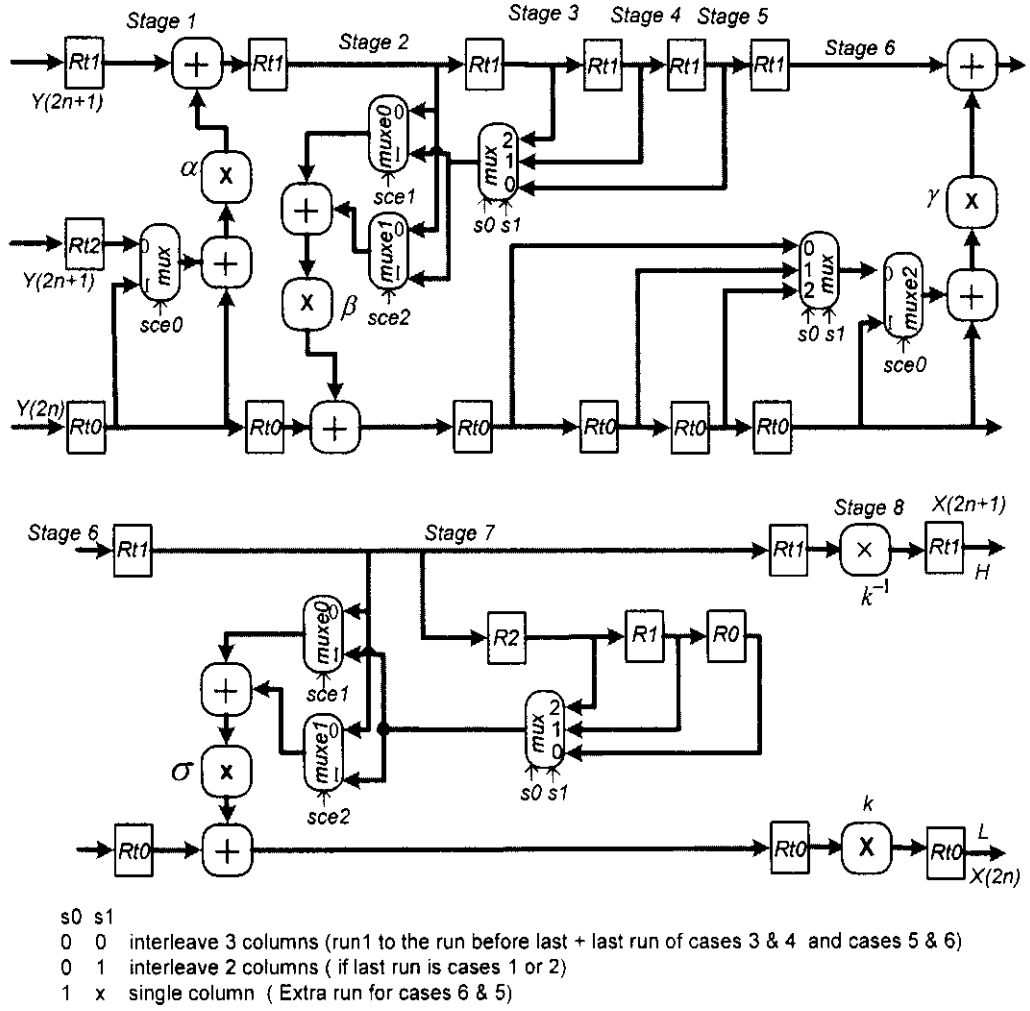 Stage 1
Stage 2
Stage 3
Stage 4
Stage 5
Stage 6
Rt1
Rt1
Rt1
Rt1
Rt1
Rt1
+
+
Y(2n+1)
α
x
muxe0
0
1
sce1
mux
2
1
0
s0 s1
γ
x
Rt2
Y(2n+1)
0
1
mux
sce0
+
+
muxe1
0
1
sce2
x
β
0
1
2
mux
s0 s1
0
1
muxe2
sce0
+
Y(2n)
Rt0
Rt0
+
Rt0
Rt0
Rt0
Rt0
Stage 6
Rt1
Stage 7
Rt1
Stage 8
×
k⁻¹
X(2n+1)
Rt1
H
muxe0
0
1
sce1
R2
R1
R0
+
muxe1
0
1
sce2
mux
2
1
0
s0 s1
σ
x
Rt0
+
Rt0
k
X
Rt0
L
X(2n)
s0 s1
0 0 interleave 3 columns (run1 to the run before last + last run of cases 3 & 4 and cases 5 & 6)
0 1 interleave 2 columns ( if last run is cases 1 or 2)
1 x single column ( Extra run for cases 6 & 5)